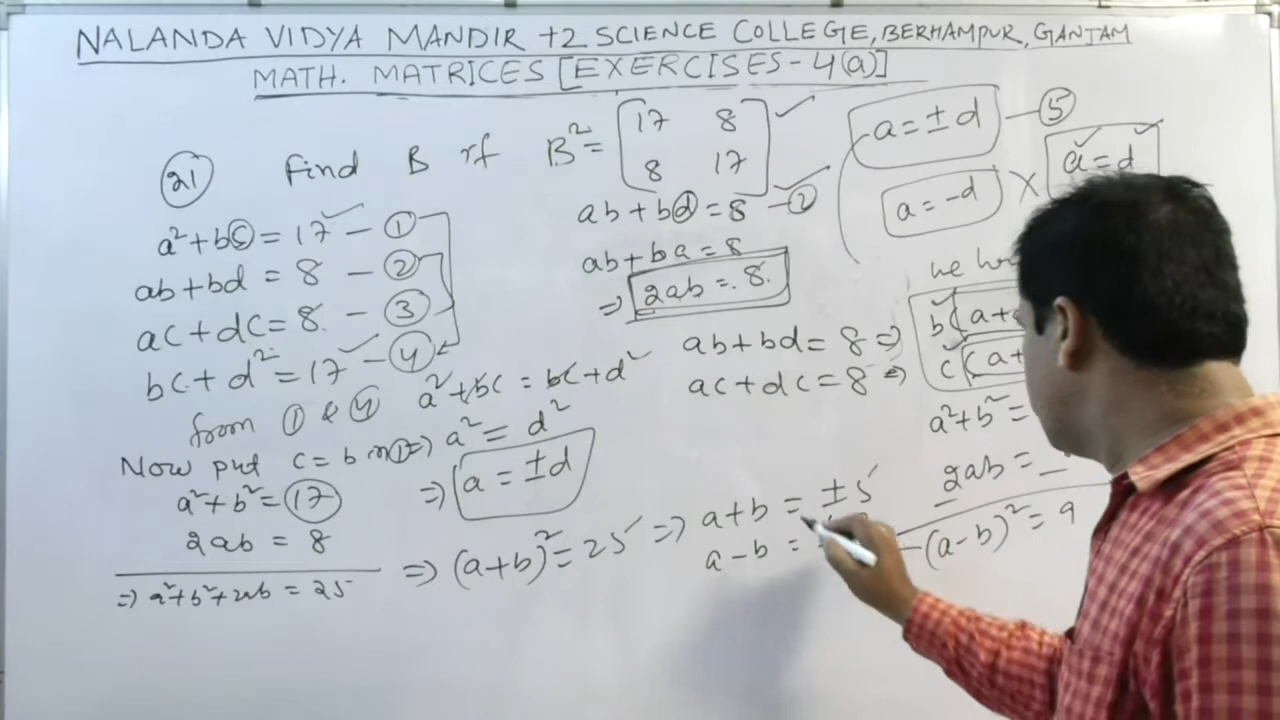 NALANDA VIDYA MANDIR +2 SCIENCE COLLEGE, BERHAMPUR, GANJAM
MATH. MATRICES [EXERCISES - 4(a)]
(21) Find B if B² = [17 8
8 17]
a² + bc = 17 — (1)
ab + bd = 8 — (2)
ac + dc = 8 — (3)
bc + d² = 17 — (4)
from (1) & (4) a² + bc = bc + d²
⇒ a² = d²
⇒ a = ± d
Now put c = b in (1)
a² + b² = 17
2ab = 8
⇒ a² + b² + 2ab = 25
⇒ (a+b)² = 25 ⇒ a + b = ± 5
a - b =
ab + bd = 8 — (2)
ab + ba = 8
⇒ 2ab = 8
ab + bd = 8 ⇒
ac + dc = 8 ⇒
a = ± d — (5)
a = -d × a = d
we
b(a+
c(a+
a² + b² =
2ab =
(a-b)² = 9